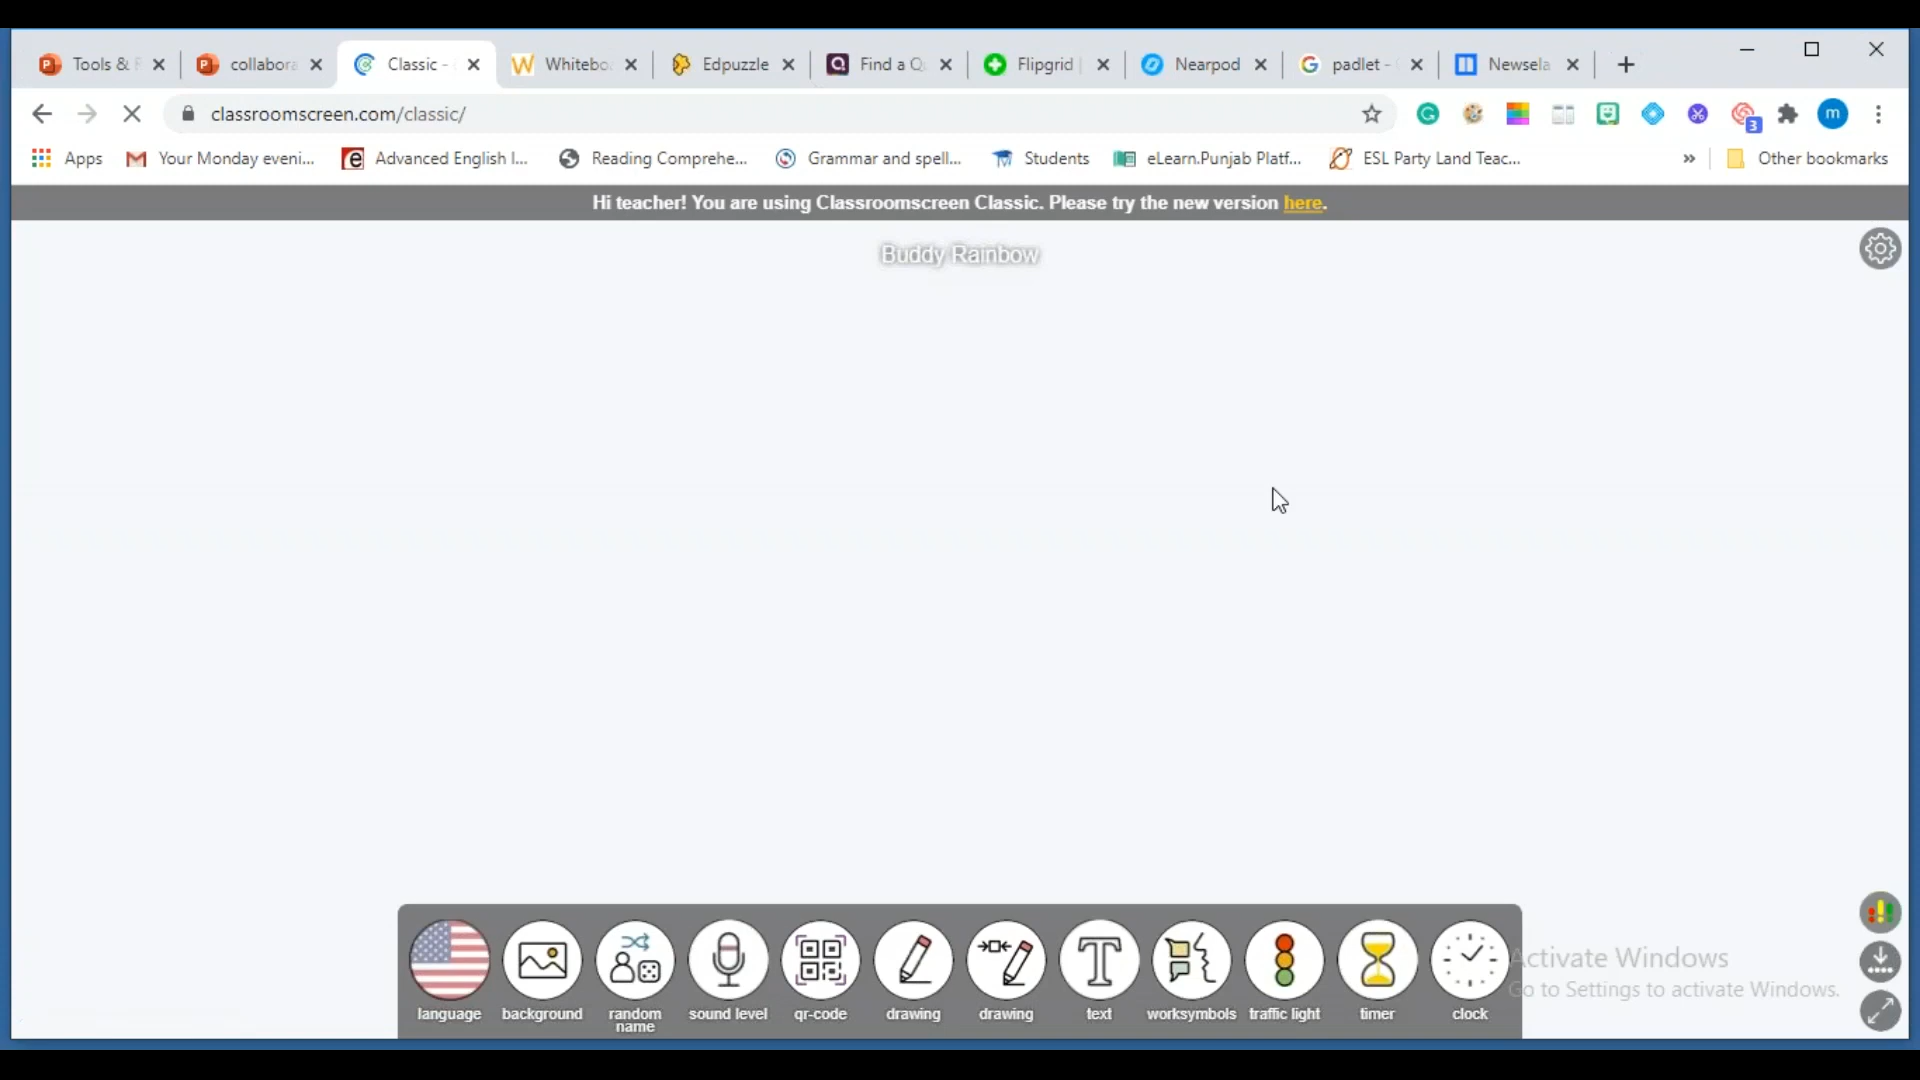 Tools &
collabora
Classic -
Whitebo
Edpuzzle
Find a Q
Flipgrid
Nearpod
padlet -
Newsela
classroomscreen.com/classic/
m
3
Apps
Your Monday eveni...
Advanced English I...
Reading Comprehe...
Grammar and spell...
Students
eLearn.Punjab Platf...
ESL Party Land Teac...
»
Other bookmarks
Hi teacher! You are using Classroomscreen Classic. Please try the new version here.
Buddy Rainbow
language
background
random
name
sound level
qr-code
drawing
drawing
text
worksymbols
traffic light
timer
clock
Activate Windows
Go to Settings to activate Windows.